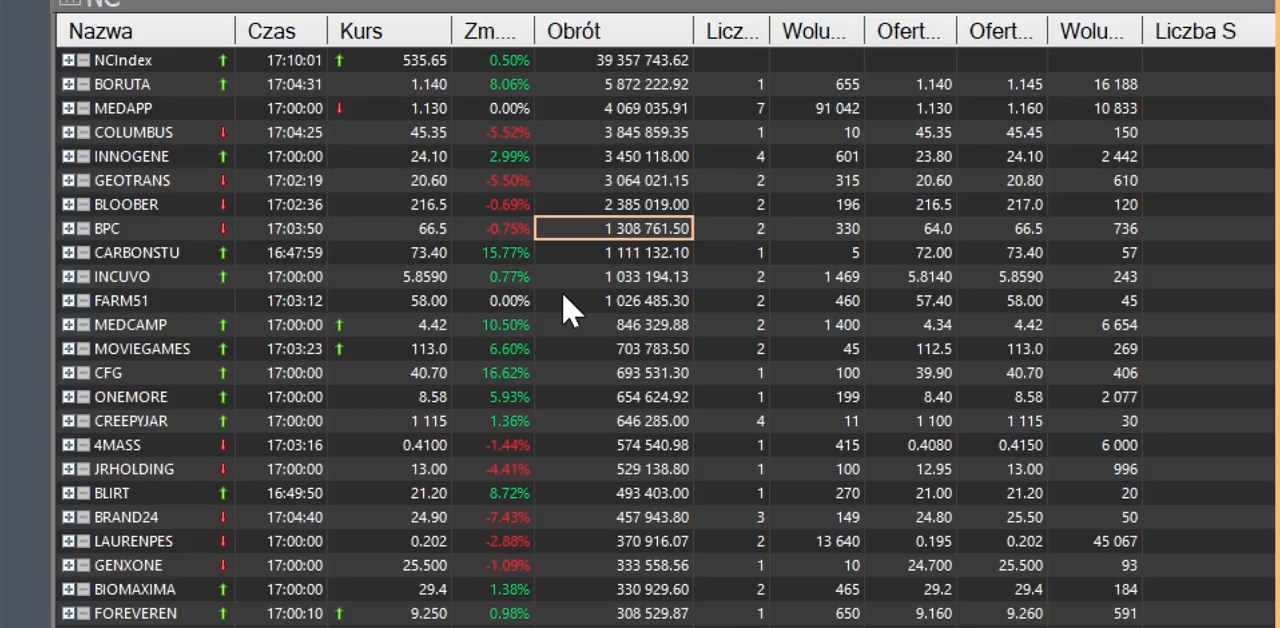 NC
Nazwa Czas Kurs Zm.... Obrót Licz... Wolu... Ofert... Ofert... Wolu... Liczba S
NCIndex 17:10:01 535.65 0.50% 39 357 743.62
BORUTA 17:04:31 1.140 8.06% 5 872 222.92 1 655 1.140 1.145 16 188
MEDAPP 17:00:00 1.130 0.00% 4 069 035.91 7 91 042 1.130 1.160 10 833
COLUMBUS 17:04:25 45.35 -5.52% 3 845 859.35 1 10 45.35 45.45 150
INNOGENE 17:00:00 24.10 2.99% 3 450 118.00 4 601 23.80 24.10 2 442
GEOTRANS 17:02:19 20.60 -5.50% 3 064 021.15 2 315 20.60 20.80 610
BLOOBER 17:02:36 216.5 -0.69% 2 385 019.00 2 196 216.5 217.0 120
BPC 17:03:50 66.5 -0.75% 1 308 761.50 2 330 64.0 66.5 736
CARBONSTU 16:47:59 73.40 15.77% 1 111 132.10 1 5 72.00 73.40 57
INCUVO 17:00:00 5.8590 0.77% 1 033 194.13 2 1 469 5.8140 5.8590 243
FARM51 17:03:12 58.00 0.00% 1 026 485.30 2 460 57.40 58.00 45
MEDCAMP 17:00:00 4.42 10.50% 846 329.88 2 1 400 4.34 4.42 6 654
MOVIEGAMES 17:03:23 113.0 6.60% 703 783.50 2 45 112.5 113.0 269
CFG 17:00:00 40.70 16.62% 693 531.30 1 100 39.90 40.70 406
ONEMORE 17:00:00 8.58 5.93% 654 624.92 1 199 8.40 8.58 2 077
CREEPYJAR 17:00:00 1 115 1.36% 646 285.00 4 11 1 100 1 115 30
4MASS 17:03:16 0.4100 -1.44% 574 540.98 1 415 0.4080 0.4150 6 000
JRHOLDING 17:00:00 13.00 -4.41% 529 138.80 1 100 12.95 13.00 996
BLIRT 16:49:50 21.20 8.72% 493 403.00 1 270 21.00 21.20 20
BRAND24 17:04:40 24.90 -7.43% 457 943.80 3 149 24.80 25.50 50
LAURENPES 17:00:00 0.202 -2.88% 370 916.07 2 13 640 0.195 0.202 45 067
GENXONE 17:00:00 25.500 -1.09% 333 558.56 1 10 24.700 25.500 93
BIOMAXIMA 17:00:00 29.4 1.38% 330 929.60 2 465 29.2 29.4 184
FOREVEREN 17:00:10 9.250 0.98% 308 529.87 1 650 9.160 9.260 591